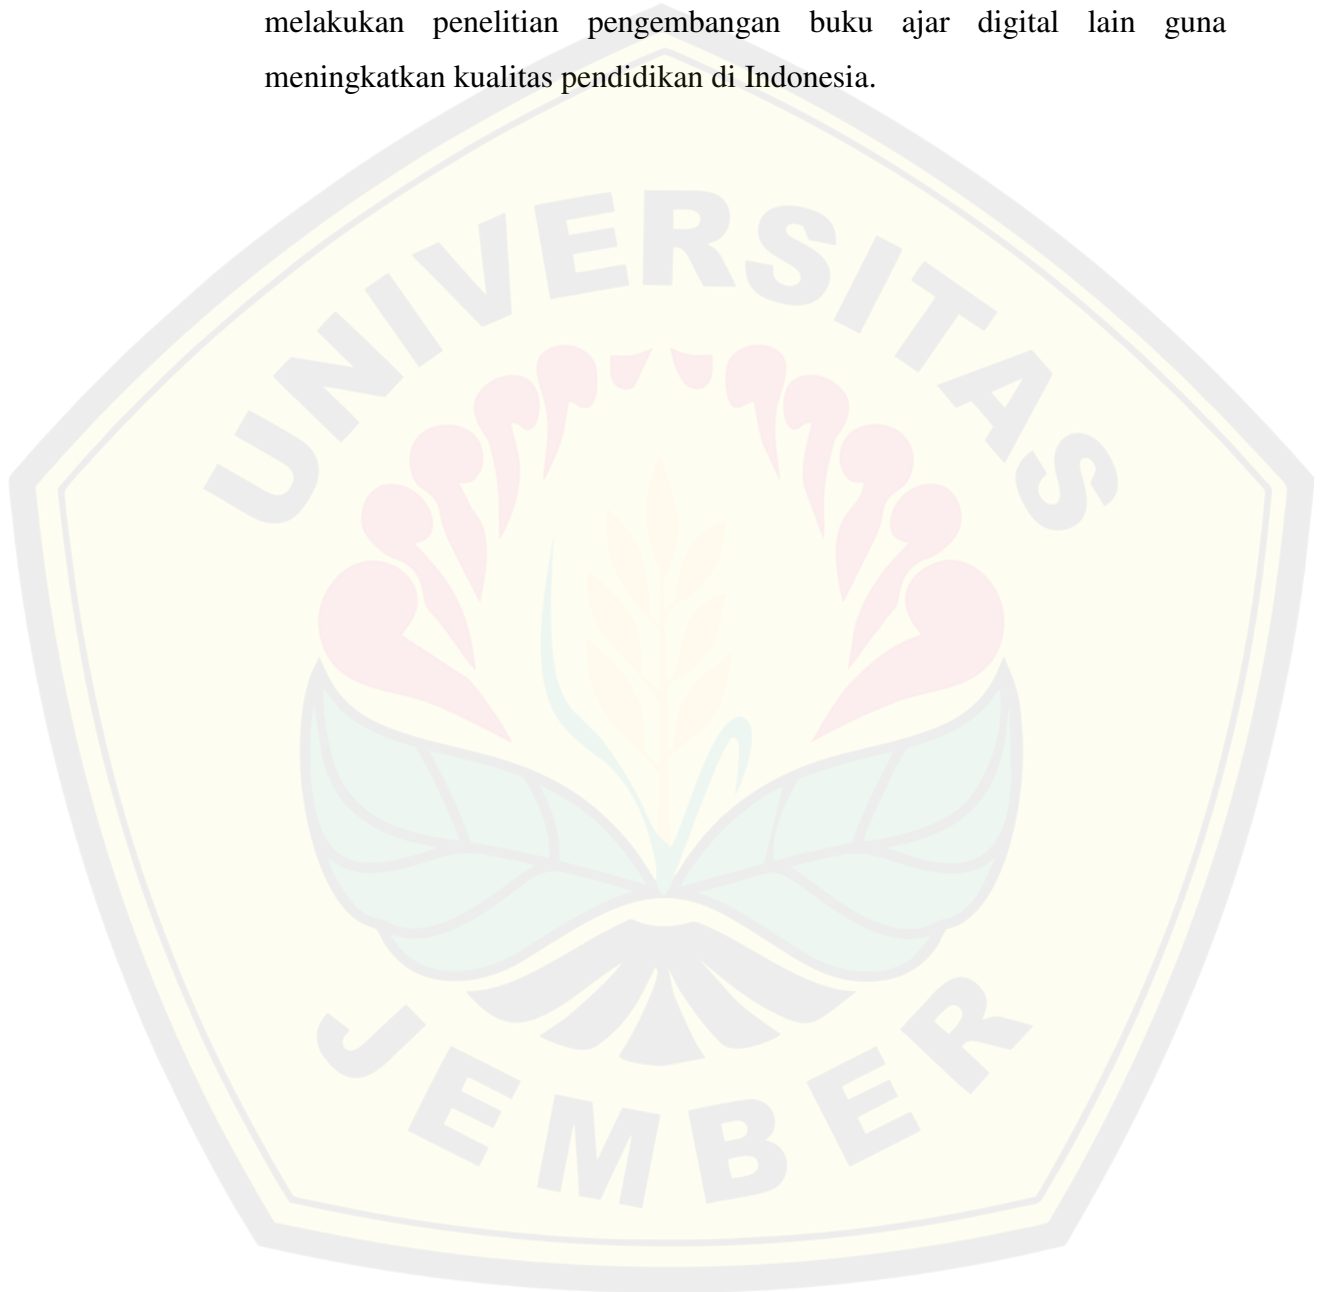 melakukan penelitian pengembangan buku ajar digital lain guna
meningkatkan kualitas pendidikan di Indonesia.
UNIVERSITAS
JEMBER